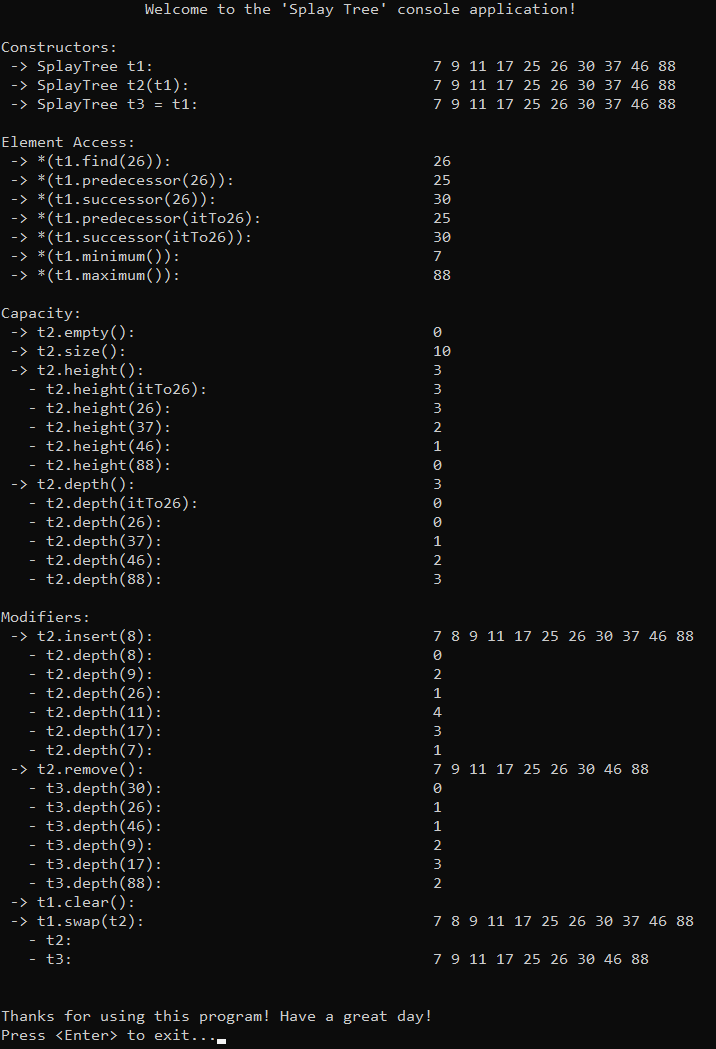 Welcome to the 'Splay Tree' console application!
Constructors:
-> SplayTree t1: 7 9 11 17 25 26 30 37 46 88
-> SplayTree t2(t1): 7 9 11 17 25 26 30 37 46 88
-> SplayTree t3 = t1: 7 9 11 17 25 26 30 37 46 88
Element Access:
-> *(t1.find(26)): 26
-> *(t1.predecessor(26)): 25
-> *(t1.successor(26)): 30
-> *(t1.predecessor(itTo26): 25
-> *(t1.successor(itTo26)): 30
-> *(t1.minimum()): 7
-> *(t1.maximum()): 88
Capacity:
-> t2.empty(): 0
-> t2.size(): 10
-> t2.height(): 3
- t2.height(itTo26): 3
- t2.height(26): 3
- t2.height(37): 2
- t2.height(46): 1
- t2.height(88): 0
-> t2.depth(): 3
- t2.depth(itTo26): 0
- t2.depth(26): 0
- t2.depth(37): 1
- t2.depth(46): 2
- t2.depth(88): 3
Modifiers:
-> t2.insert(8): 7 8 9 11 17 25 26 30 37 46 88
- t2.depth(8): 0
- t2.depth(9): 2
- t2.depth(26): 1
- t2.depth(11): 4
- t2.depth(17): 3
- t2.depth(7): 1
-> t2.remove(): 7 9 11 17 25 26 30 46 88
- t3.depth(30): 0
- t3.depth(26): 1
- t3.depth(46): 1
- t3.depth(9): 2
- t3.depth(17): 3
- t3.depth(88): 2
-> t1.clear():
-> t1.swap(t2): 7 8 9 11 17 25 26 30 37 46 88
- t2:
- t3: 7 9 11 17 25 26 30 46 88
Thanks for using this program! Have a great day!
Press <Enter> to exit...